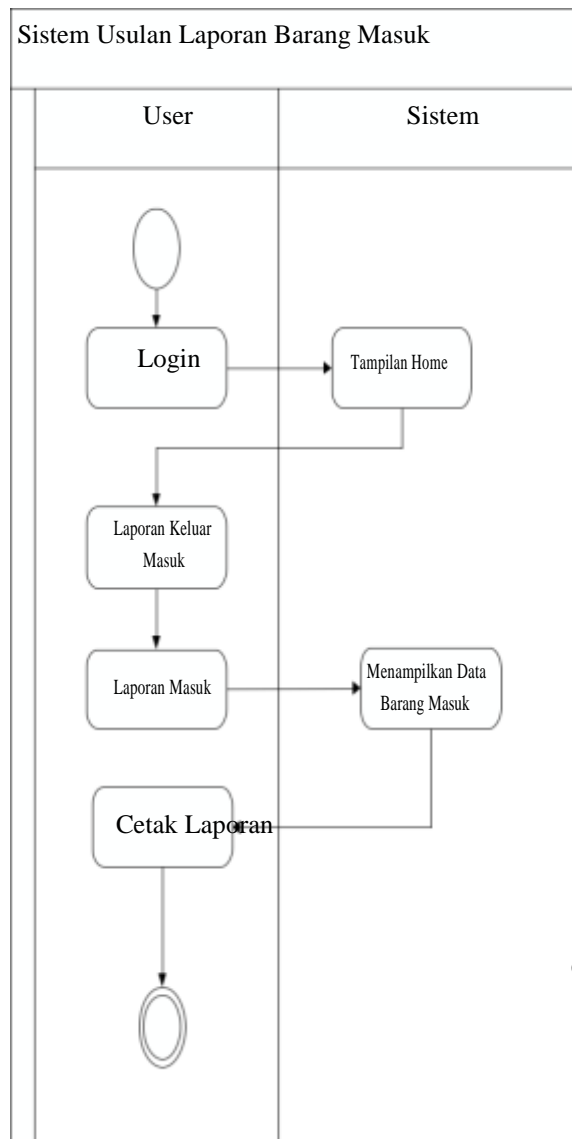 Sistem Usulan Laporan Barang Masuk
User
Sistem
Login
Tampilan Home
Laporan Keluar
Masuk
Laporan Masuk
Menampilkan Data
Barang Masuk
Cetak Laporan